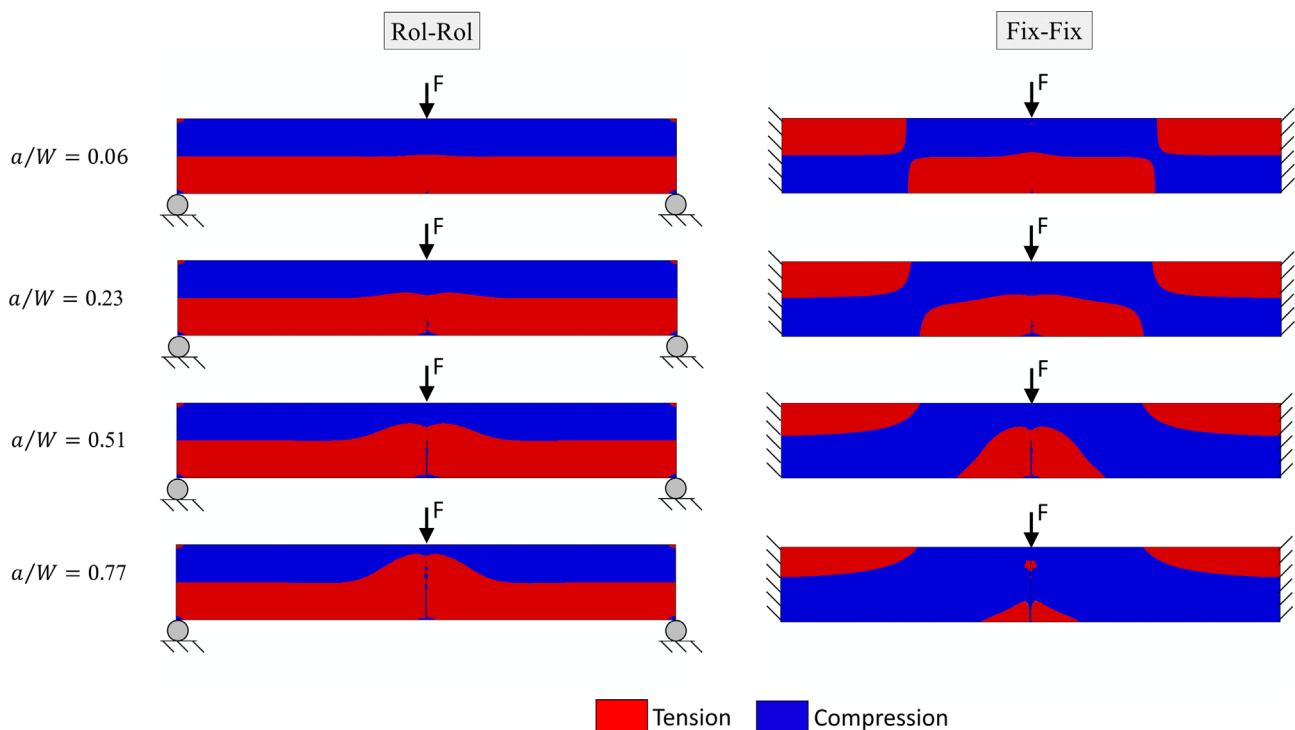 Rol-Rol Fix-Fix
F F
a/W = 0.06
F F
a/W = 0.23
F F
a/W = 0.51
F F
a/W = 0.77
Tension Compression